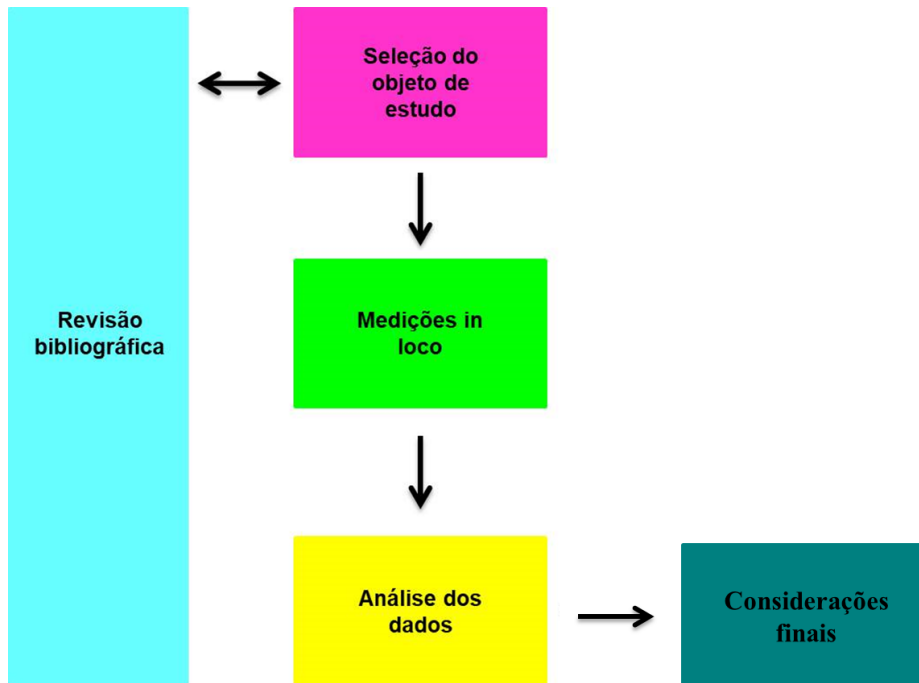 Seleção do
objeto de
estudo
Revisão
bibliográfica
Medições in
loco
Análise dos
dados
Considerações
finais